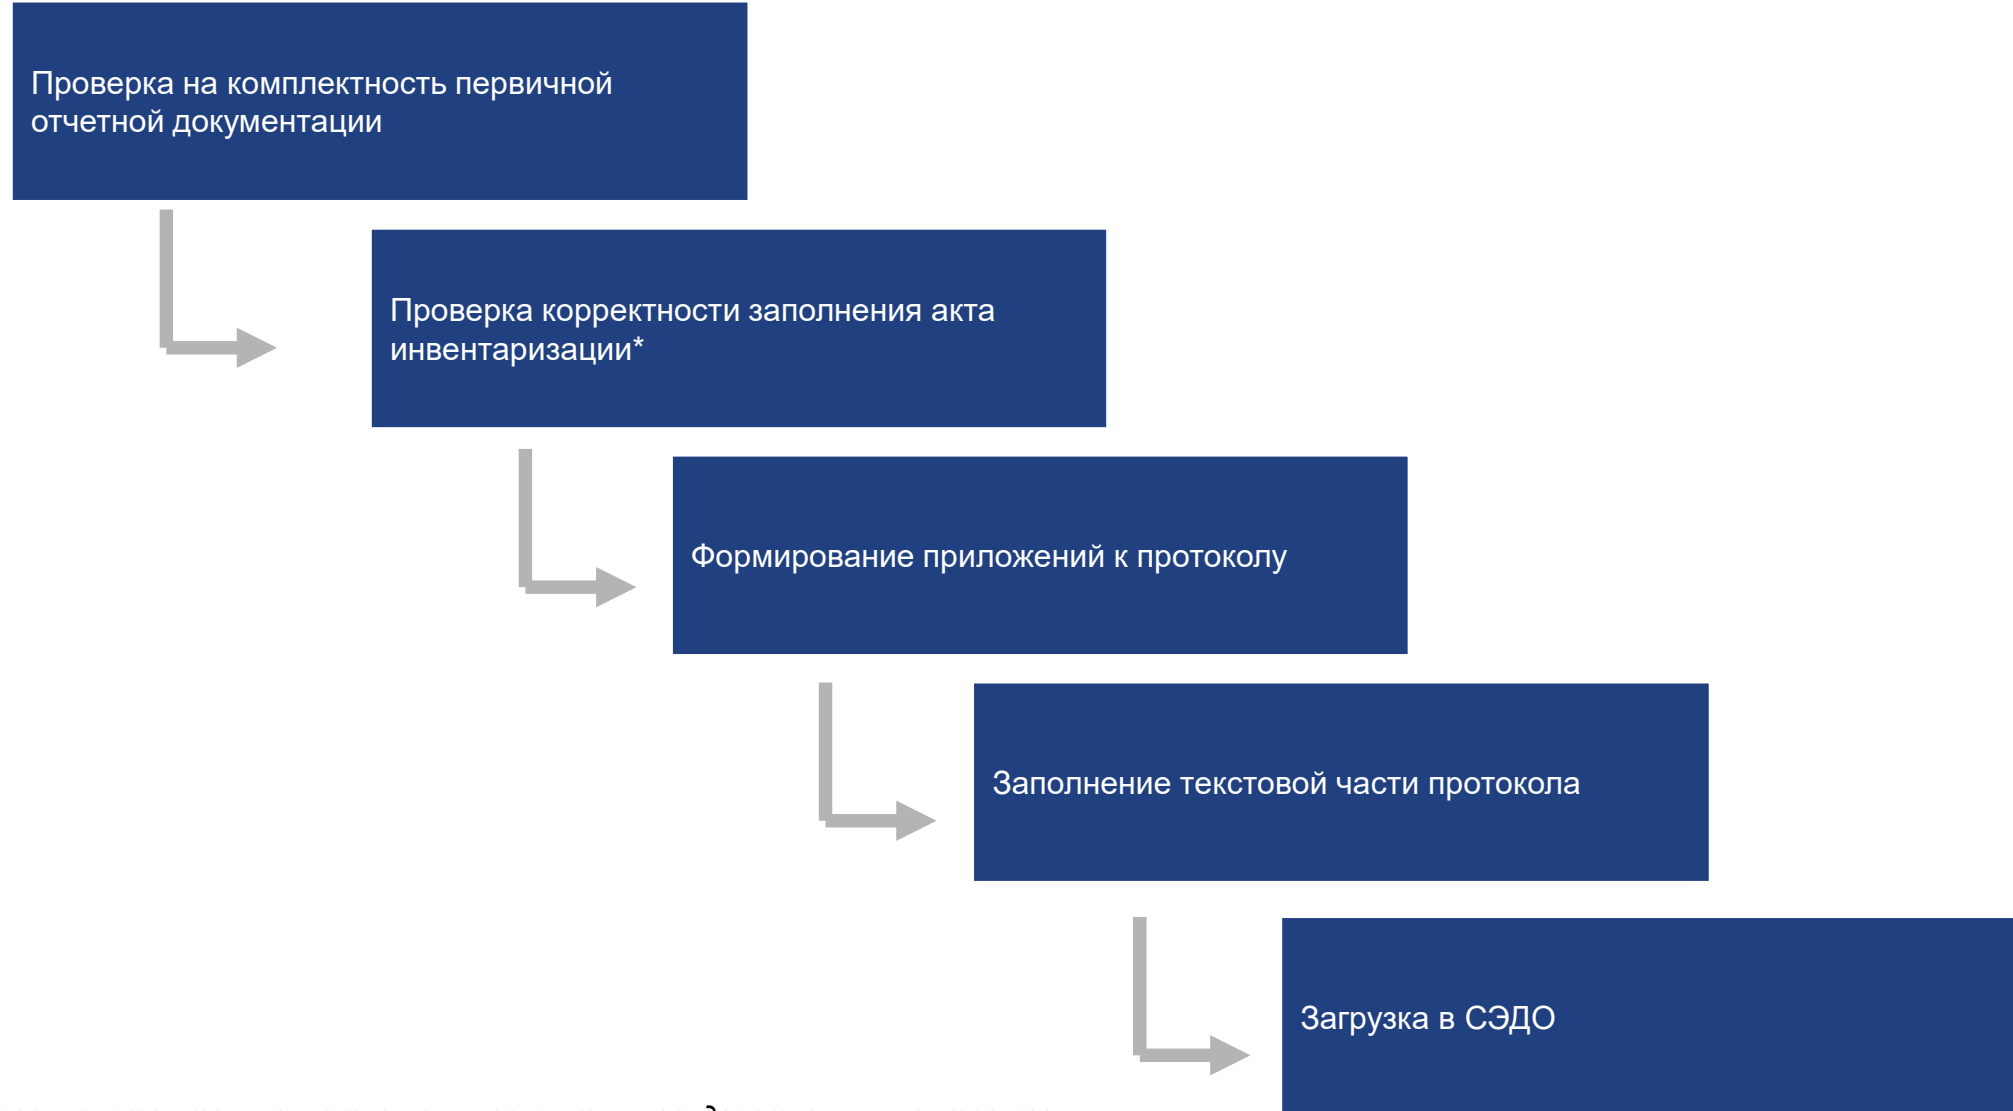 Проверка на комплектность первичной
отчетной документации
Проверка корректности заполнения акта
инвентаризации*
Формирование приложений к протоколу
Заполнение текстовой части протокола
Загрузка в СЭДО